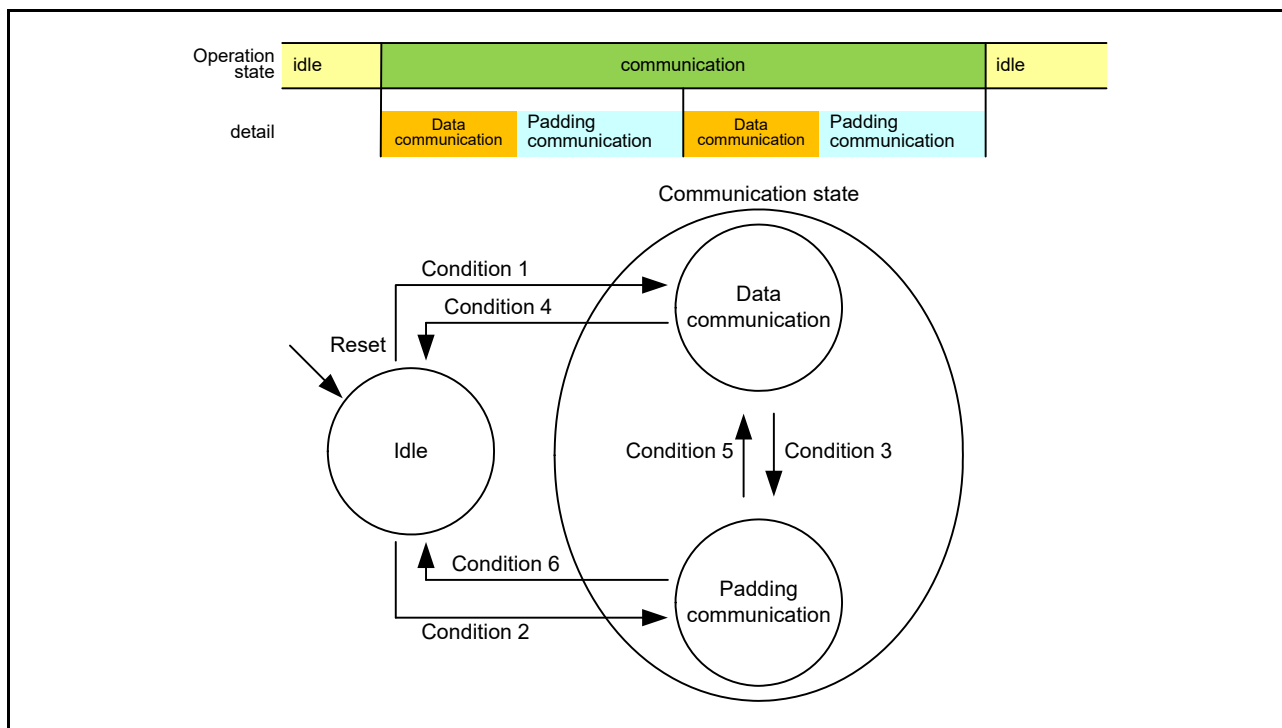 Operation
state
idle
communication
idle
detail
Data
communication
Padding
communication
Data
communication
Padding
communication
Communication state
Condition 1
Data
communication
Condition 4
Reset
Idle
Condition 5
Condition 3
Condition 6
Padding
communication
Condition 2